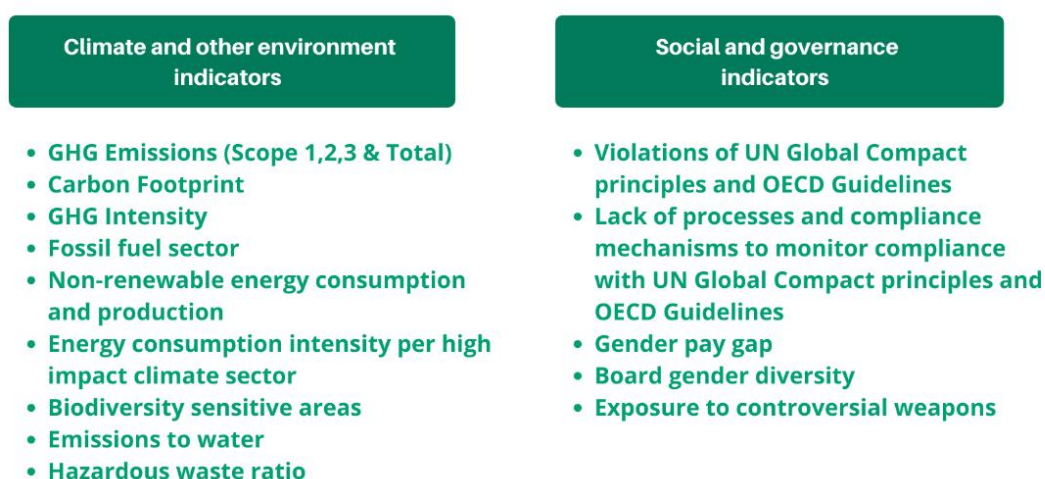 Climate and other environment
indicators
• GHG Emissions (Scope 1,2,3 & Total)
• Carbon Footprint
• GHG Intensity
• Fossil fuel sector
• Non-renewable energy consumption
and production
• Energy consumption intensity per high
impact climate sector
• Biodiversity sensitive areas
• Emissions to water
• Hazardous waste ratio
Social and governance
indicators
• Violations of UN Global Compact
principles and OECD Guidelines
• Lack of processes and compliance
mechanisms to monitor compliance
with UN Global Compact principles and
OECD Guidelines
• Gender pay gap
• Board gender diversity
• Exposure to controversial weapons